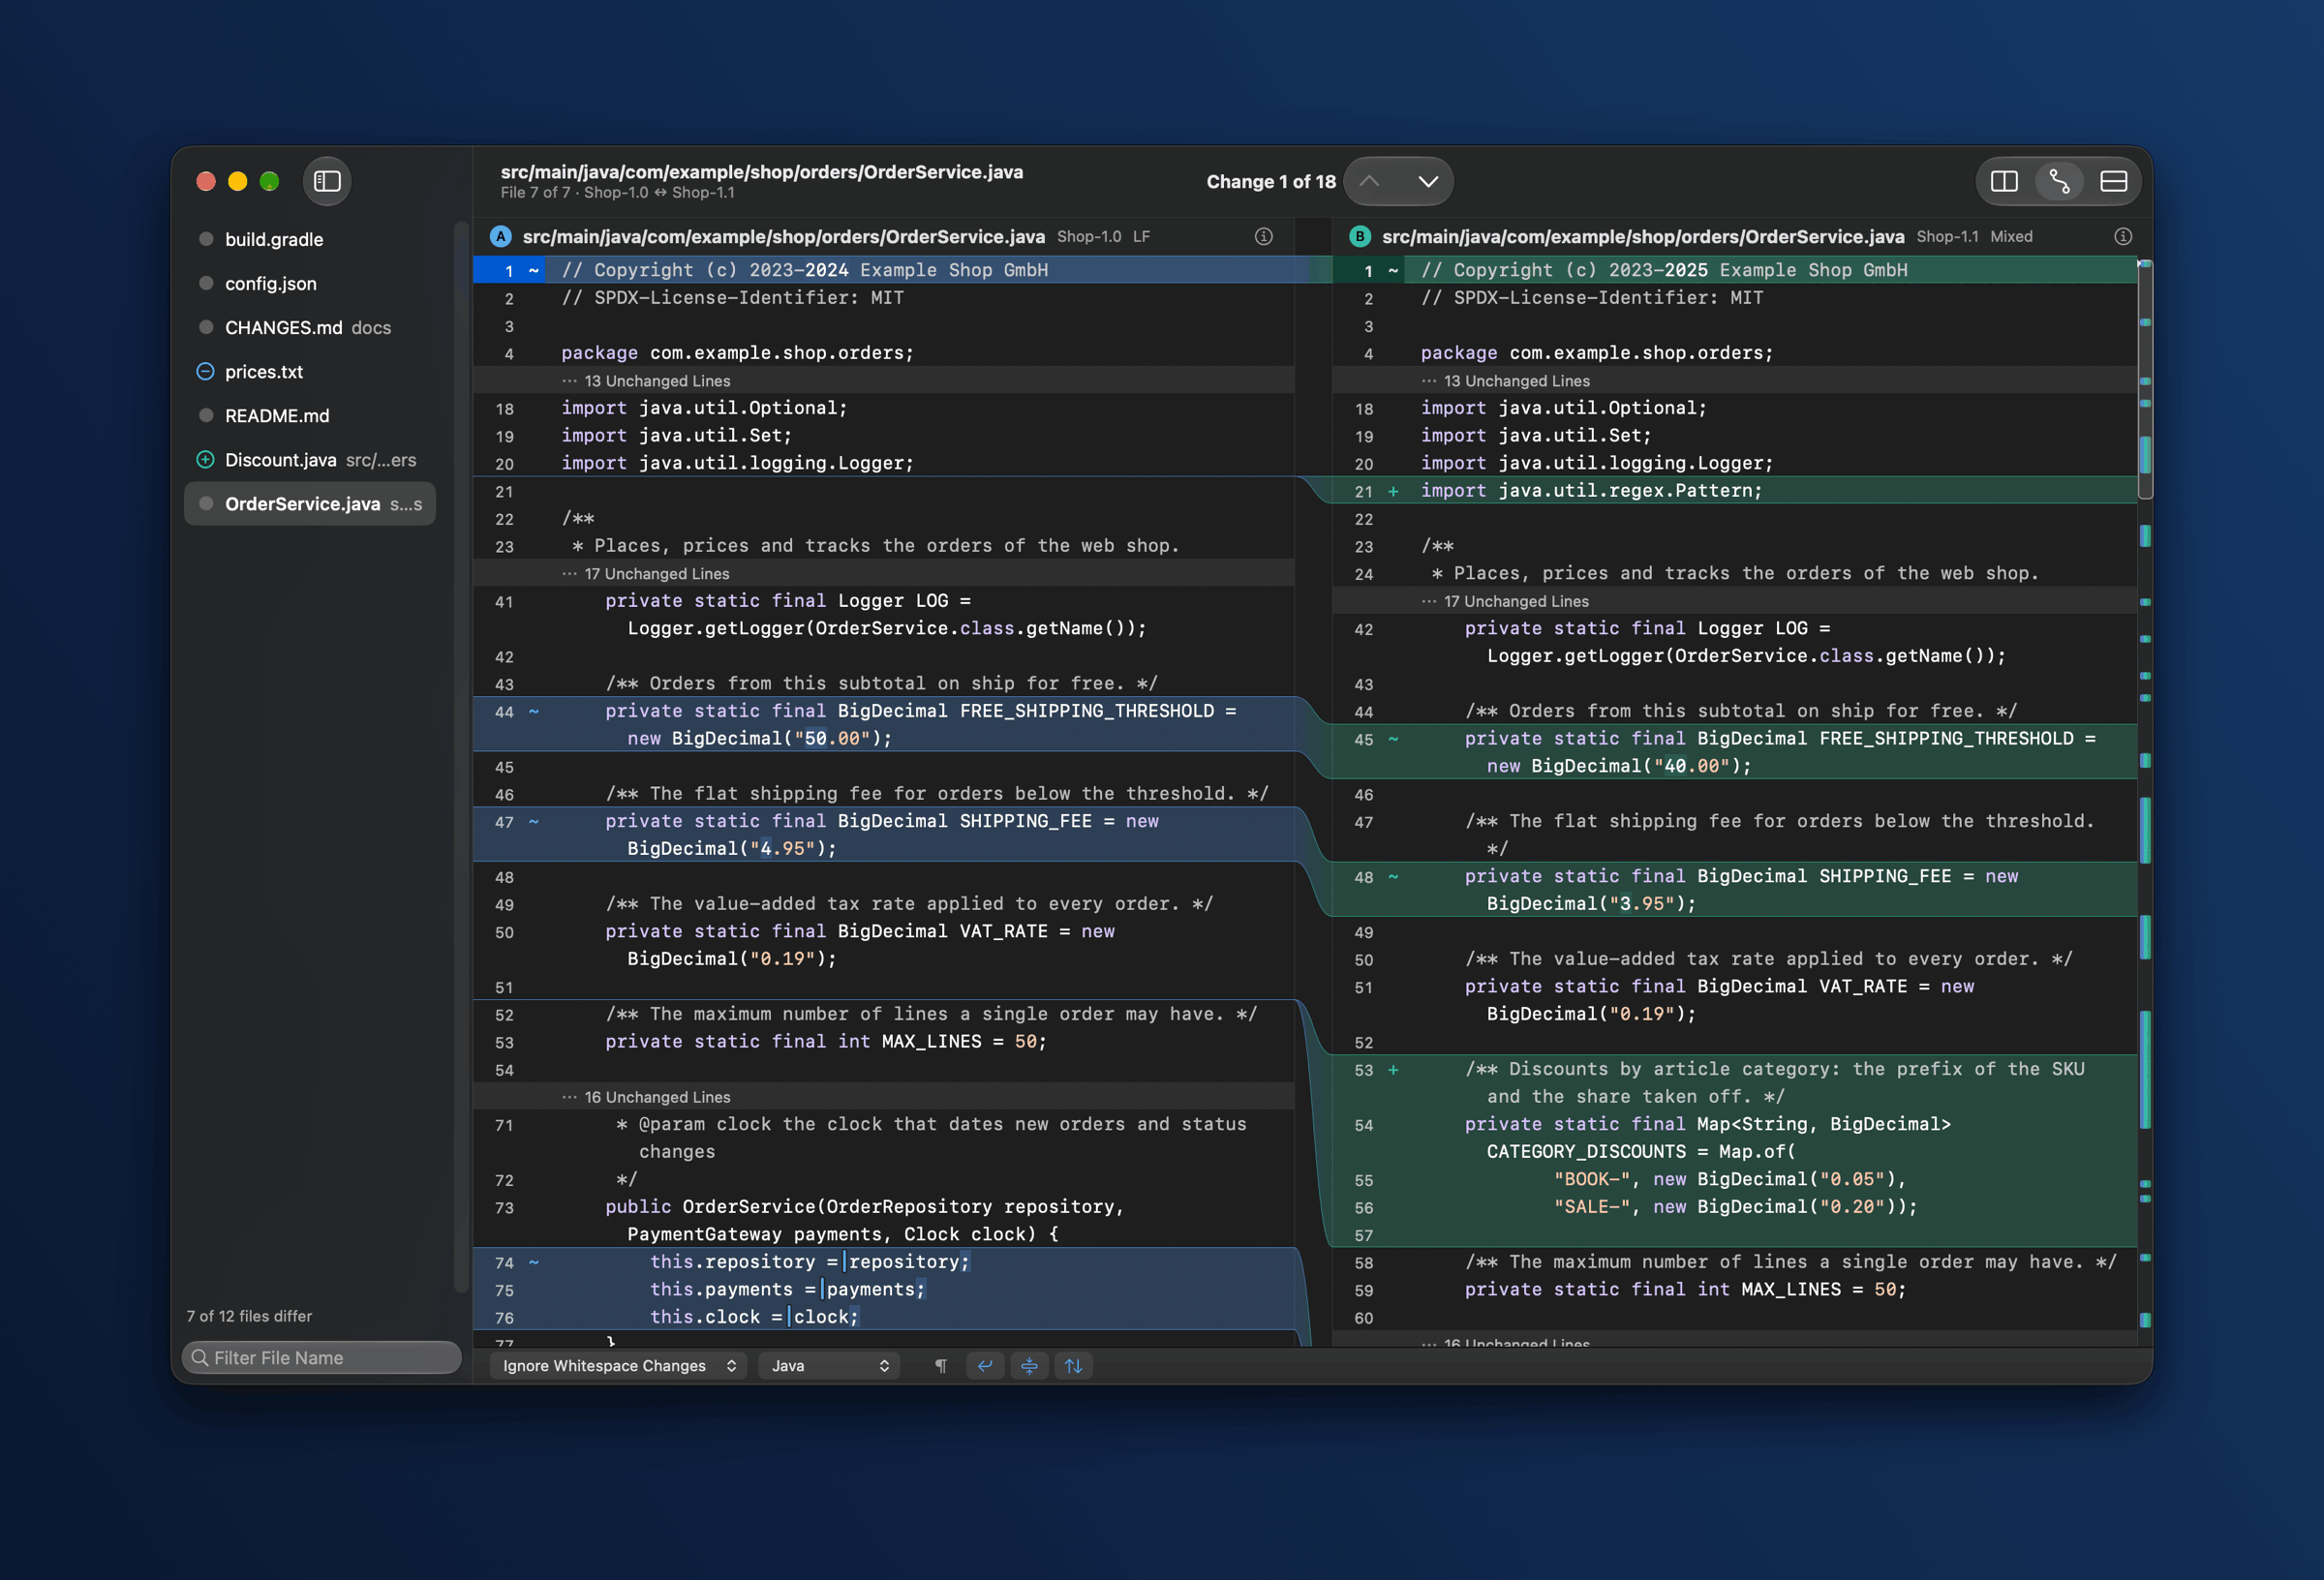 src/main/java/com/example/shop/orders/OrderService.java
File 7 of 7 · Shop-1.0 ↔ Shop-1.1
Change 1 of 18
build.gradle
config.json
CHANGES.md docs
prices.txt
README.md
Discount.java src/...ers
OrderService.java s...s
7 of 12 files differ
Filter File Name
A src/main/java/com/example/shop/orders/OrderService.java Shop-1.0 LF
1 ~ // Copyright (c) 2023-2024 Example Shop GmbH
2 // SPDX-License-Identifier: MIT
3
4 package com.example.shop.orders;
··· 13 Unchanged Lines
18 import java.util.Optional;
19 import java.util.Set;
20 import java.util.logging.Logger;
21
22 /**
23 * Places, prices and tracks the orders of the web shop.
··· 17 Unchanged Lines
41 private static final Logger LOG =
Logger.getLogger(OrderService.class.getName());
42
43 /** Orders from this subtotal on ship for free. */
44 ~ private static final BigDecimal FREE_SHIPPING_THRESHOLD =
new BigDecimal("50.00");
45
46 /** The flat shipping fee for orders below the threshold. */
47 ~ private static final BigDecimal SHIPPING_FEE = new
BigDecimal("4.95");
48
49 /** The value-added tax rate applied to every order. */
50 private static final BigDecimal VAT_RATE = new
BigDecimal("0.19");
51
52 /** The maximum number of lines a single order may have. */
53 private static final int MAX_LINES = 50;
54
··· 16 Unchanged Lines
71 * @param clock the clock that dates new orders and status
changes
72 */
73 public OrderService(OrderRepository repository,
PaymentGateway payments, Clock clock) {
74 ~ this.repository = repository;
75 this.payments = payments;
76 this.clock = clock;
77 }
B src/main/java/com/example/shop/orders/OrderService.java Shop-1.1 Mixed
1 ~ // Copyright (c) 2023-2025 Example Shop GmbH
2 // SPDX-License-Identifier: MIT
3
4 package com.example.shop.orders;
··· 13 Unchanged Lines
18 import java.util.Optional;
19 import java.util.Set;
20 import java.util.logging.Logger;
21 + import java.util.regex.Pattern;
22
23 /**
24 * Places, prices and tracks the orders of the web shop.
··· 17 Unchanged Lines
42 private static final Logger LOG =
Logger.getLogger(OrderService.class.getName());
43
44 /** Orders from this subtotal on ship for free. */
45 ~ private static final BigDecimal FREE_SHIPPING_THRESHOLD =
new BigDecimal("40.00");
46
47 /** The flat shipping fee for orders below the threshold.
*/
48 ~ private static final BigDecimal SHIPPING_FEE = new
BigDecimal("3.95");
49
50 /** The value-added tax rate applied to every order. */
51 private static final BigDecimal VAT_RATE = new
BigDecimal("0.19");
52
53 + /** Discounts by article category: the prefix of the SKU
and the share taken off. */
54 private static final Map<String, BigDecimal>
CATEGORY_DISCOUNTS = Map.of(
55 "BOOK-", new BigDecimal("0.05"),
56 "SALE-", new BigDecimal("0.20"));
57
58 /** The maximum number of lines a single order may have. */
59 private static final int MAX_LINES = 50;
60
··· 16 Unchanged Lines
Ignore Whitespace Changes
Java
¶